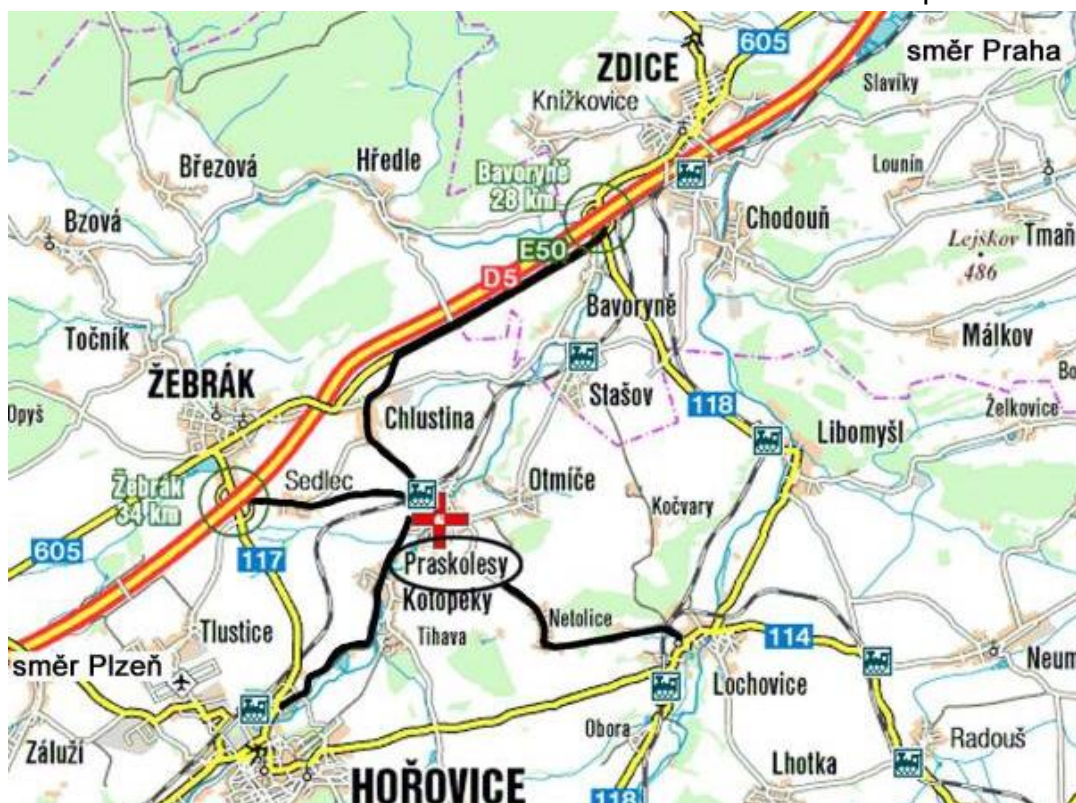 605
směr Praha
ZDICE
Slavíky
Knížkovice
Březová
Hředle
Lounín
Bavoryně
28 km
Bzová
Chodouň
Lejškov
486
Tmaň
E50
D5
Bavoryně
Točník
Málkov
ŽEBRÁK
Stašov
Opyš
Chlustina
118
Želkovice
Libomyšl
Žebrák
34 km
Sedlec
Otmíče
Kočvary
605
117
Praskolesy
Kotopeky
Netolice
Tlustice
Tihava
114
směr Plzeň
Neum
Lochovice
Obora
Radouš
Záluží
Lhotka
HOŘOVICE
118